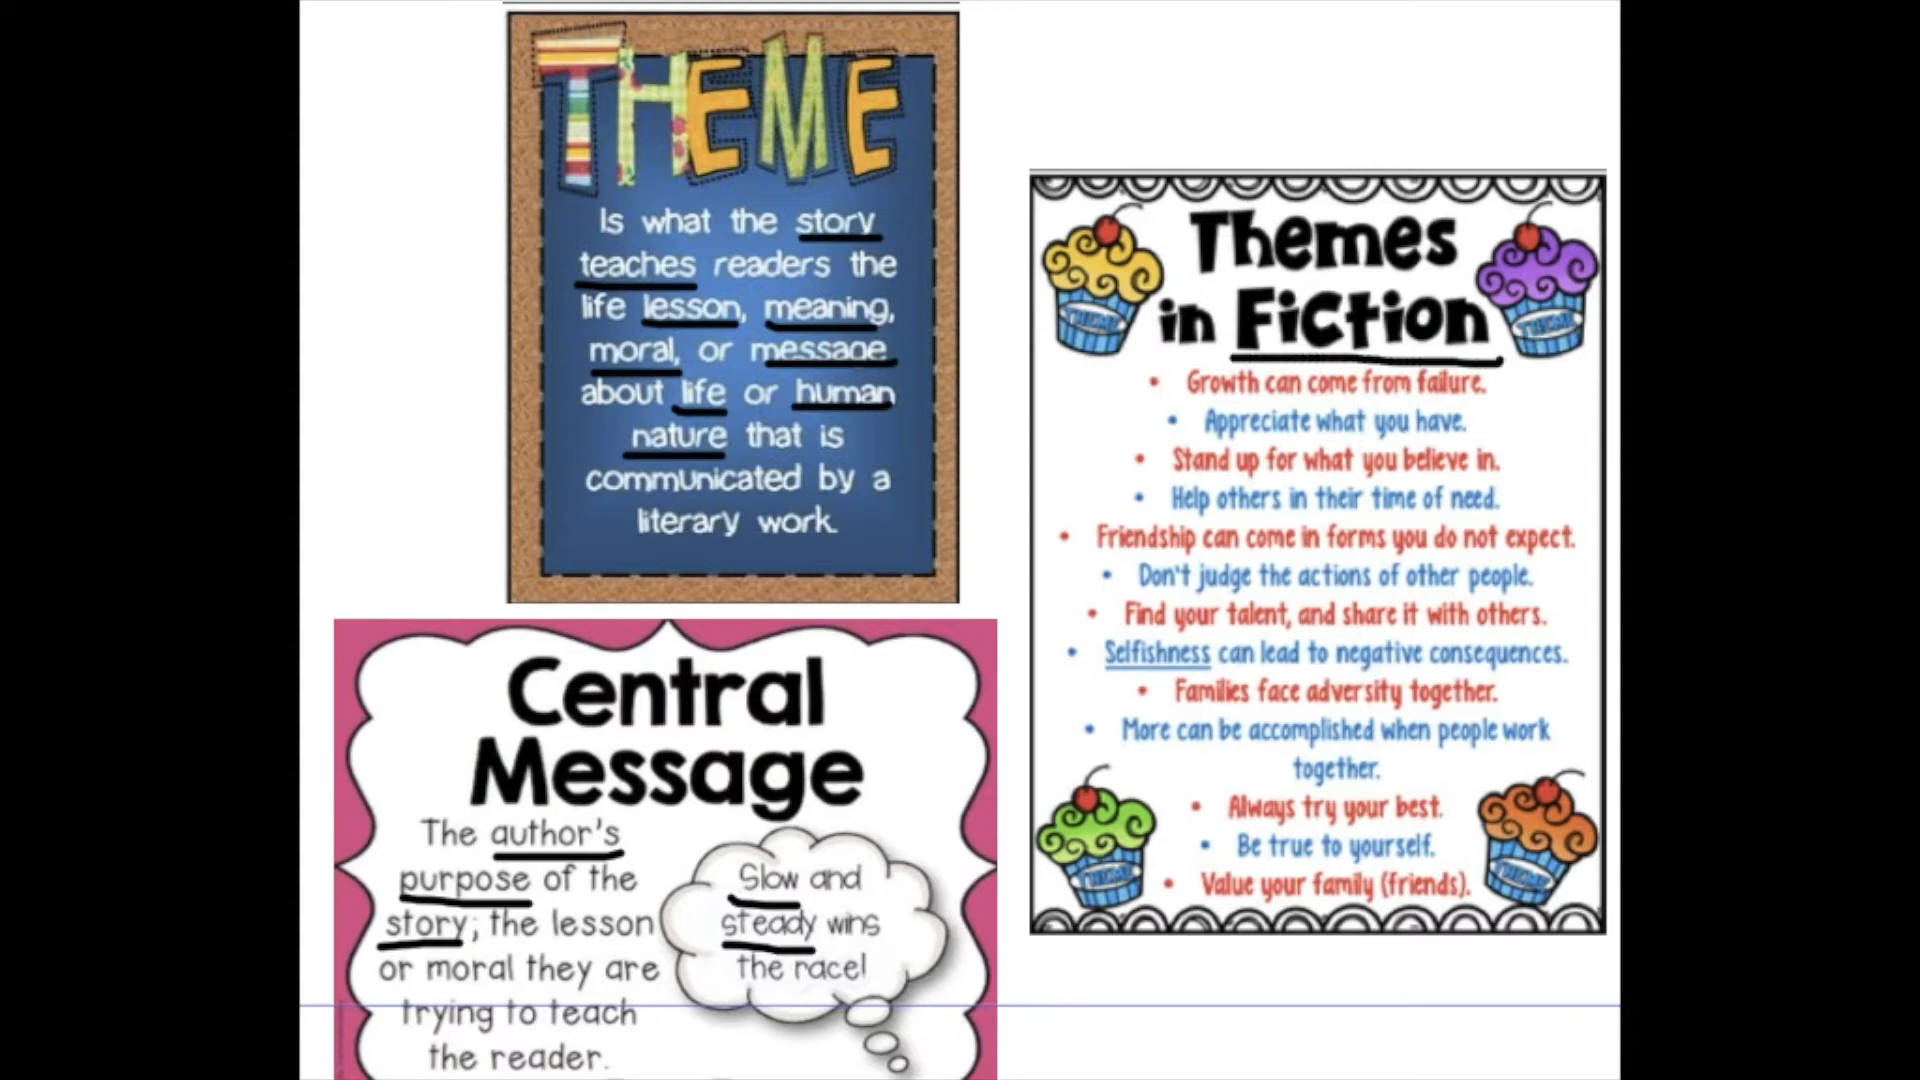 THEME
Is what the story
teaches readers the
life lesson, meaning,
moral, or message
about life or human
nature that is
communicated by a
literary work.
Central
Message
The author's
purpose of the
story; the lesson
or moral they are
trying to teach
the reader.
Slow and
steady wins
the race!
Themes
in Fiction
• Growth can come from failure.
• Appreciate what you have.
• Stand up for what you believe in.
• Help others in their time of need.
• Friendship can come in forms you do not expect.
• Don't judge the actions of other people.
• Find your talent, and share it with others.
• Selfishness can lead to negative consequences.
• Families face adversity together.
• More can be accomplished when people work
together.
• Always try your best.
• Be true to yourself.
• Value your family (friends).
THEME
THEME
THEME
THEME